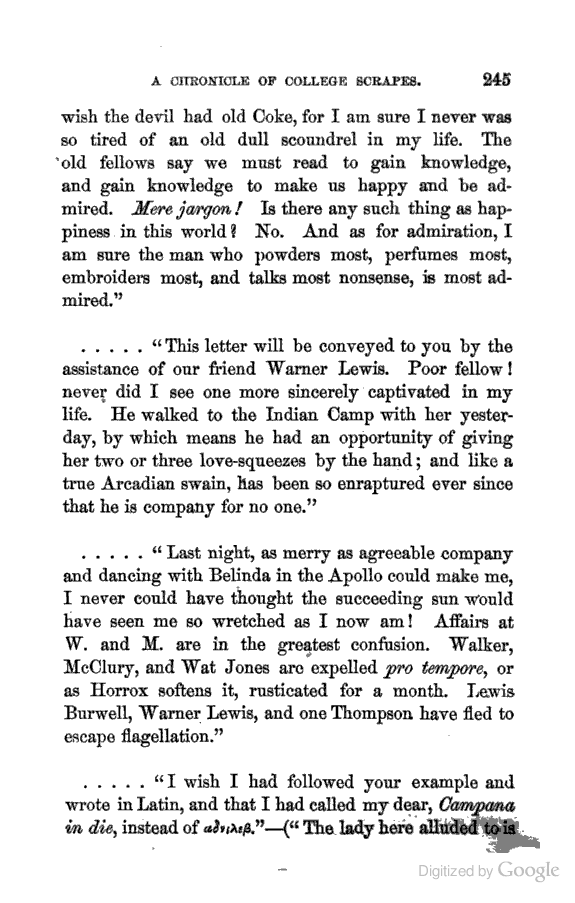 A CHRONICLE OF COLLEGE SCRAPES. 245
wish the devil had old Coke, for I am sure I never was
so tired of an old dull scoundrel in my life. The
old fellows say we must read to gain knowledge,
and gain knowledge to make us happy and be ad-
mired. Mere jargon! Is there any such thing as hap-
piness in this world? No. And as for admiration, I
am sure the man who powders most, perfumes most,
embroiders most, and talks most nonsense, is most ad-
mired.”
. . . . . “This letter will be conveyed to you by the
assistance of our friend Warner Lewis. Poor fellow!
never did I see one more sincerely captivated in my
life. He walked to the Indian Camp with her yester-
day, by which means he had an opportunity of giving
her two or three love-squeezes by the hand; and like a
true Arcadian swain, has been so enraptured ever since
that he is company for no one.”
. . . . . “Last night, as merry as agreeable company
and dancing with Belinda in the Apollo could make me,
I never could have thought the succeeding sun would
have seen me so wretched as I now am! Affairs at
W. and M. are in the greatest confusion. Walker,
McClury, and Wat Jones are expelled pro tempore, or
as Horrox softens it, rusticated for a month. Lewis
Burwell, Warner Lewis, and one Thompson have fled to
escape flagellation.”
. . . . . “I wish I had followed your example and
wrote in Latin, and that I had called my dear, Campana
in die, instead of αδνιλεβ.”—(“The lady here alluded to is
Digitized by Google